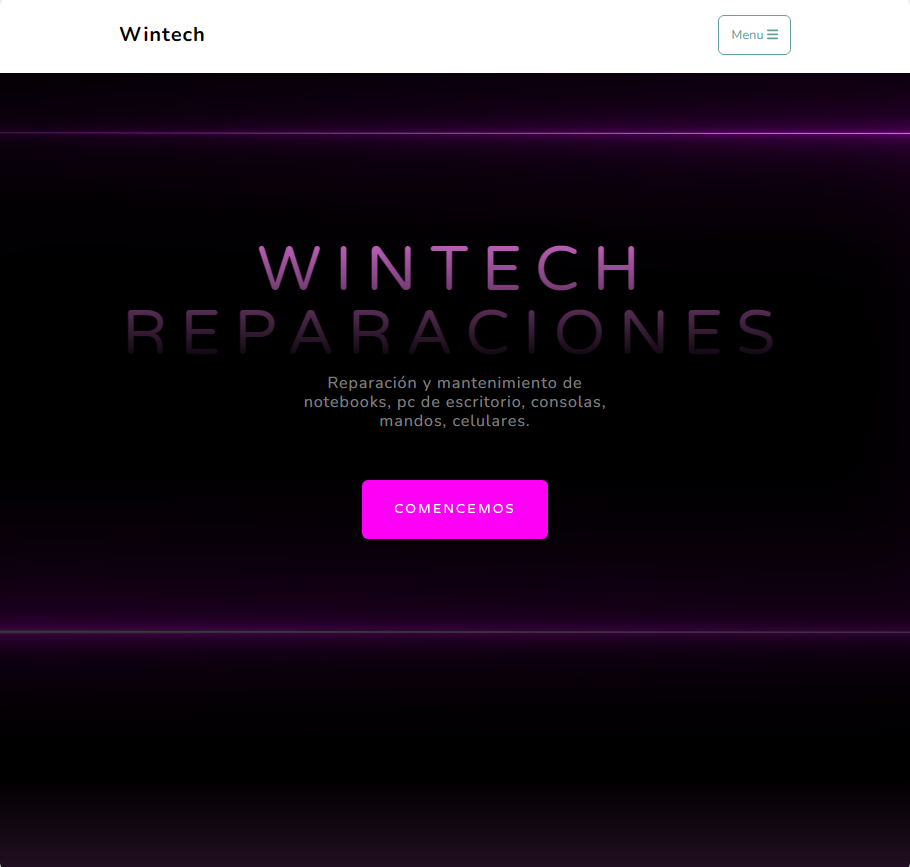 Wintech
Menu
WINTECH
REPARACIONES
Reparación y mantenimiento de
notebooks, pc de escritorio, consolas,
mandos, celulares.
COMENCEMOS